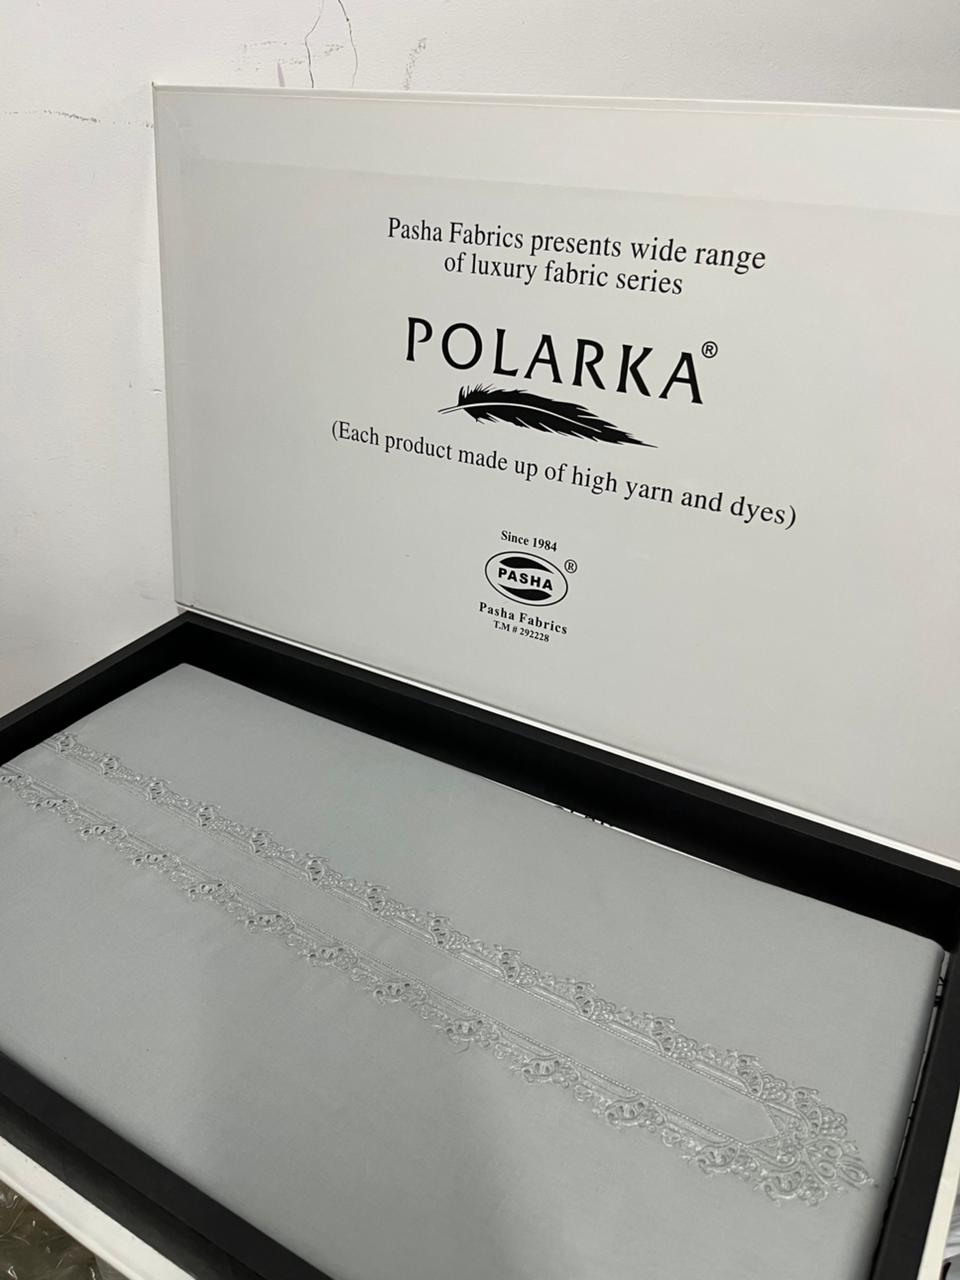 Pasha Fabrics presents wide range
of luxury fabric series
POLARKA®
(Each product made up of high yarn and dyes)
Since 1984
PASHA ®
Pasha Fabrics
T.M # 292228